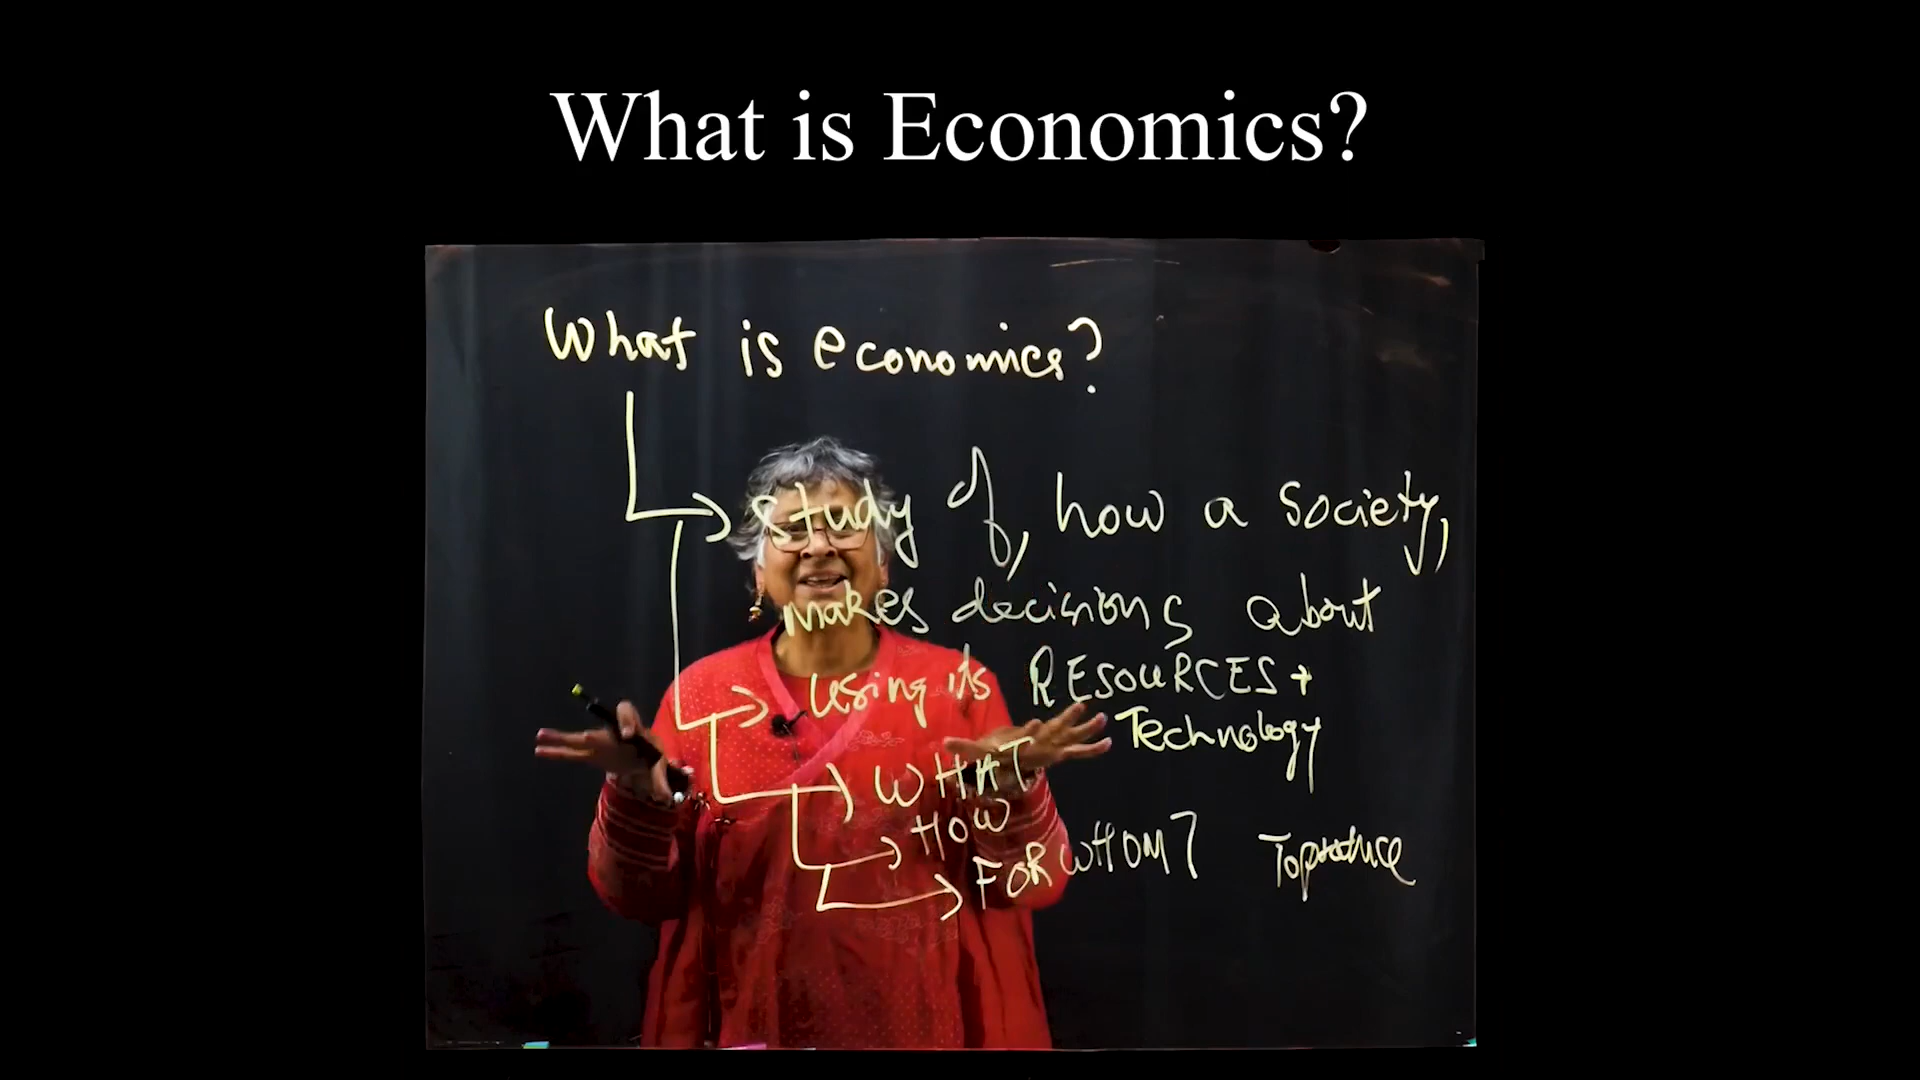 What is Economics?
What is economics?
study of, how a society,
makes decisions about
using its RESOURCES +
Technology
WHAT
HOW
FOR WHOM? To produce